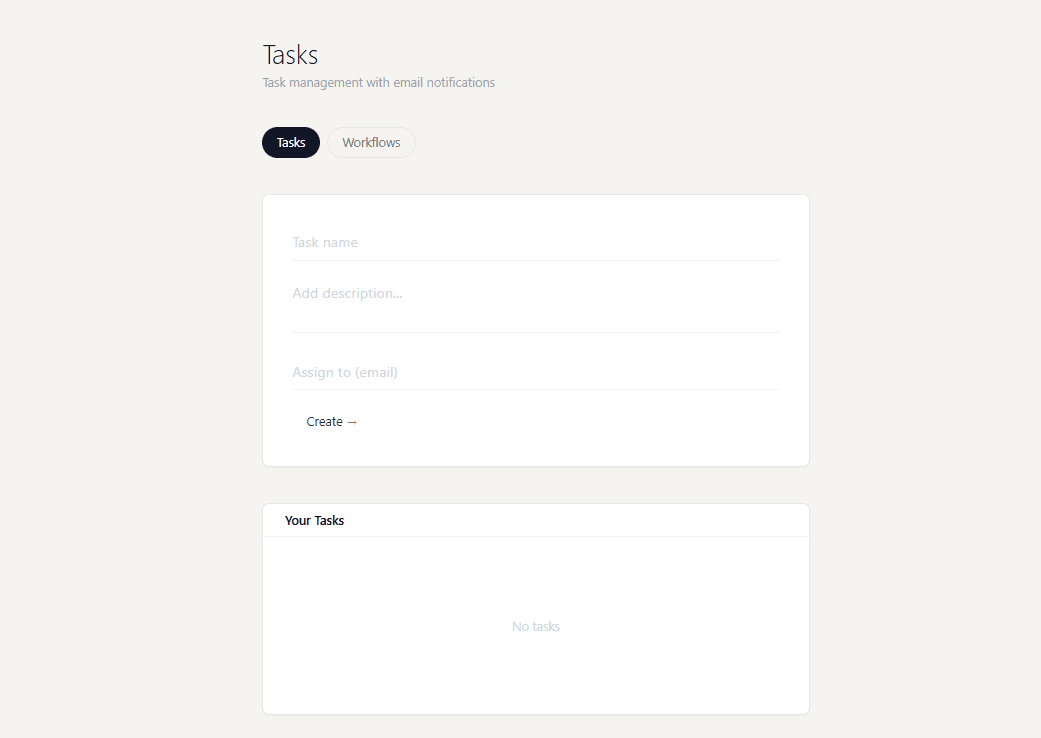 Tasks
Task management with email notifications
Tasks
Workflows
Task name
Add description...
Assign to (email)
Create →
Your Tasks
No tasks